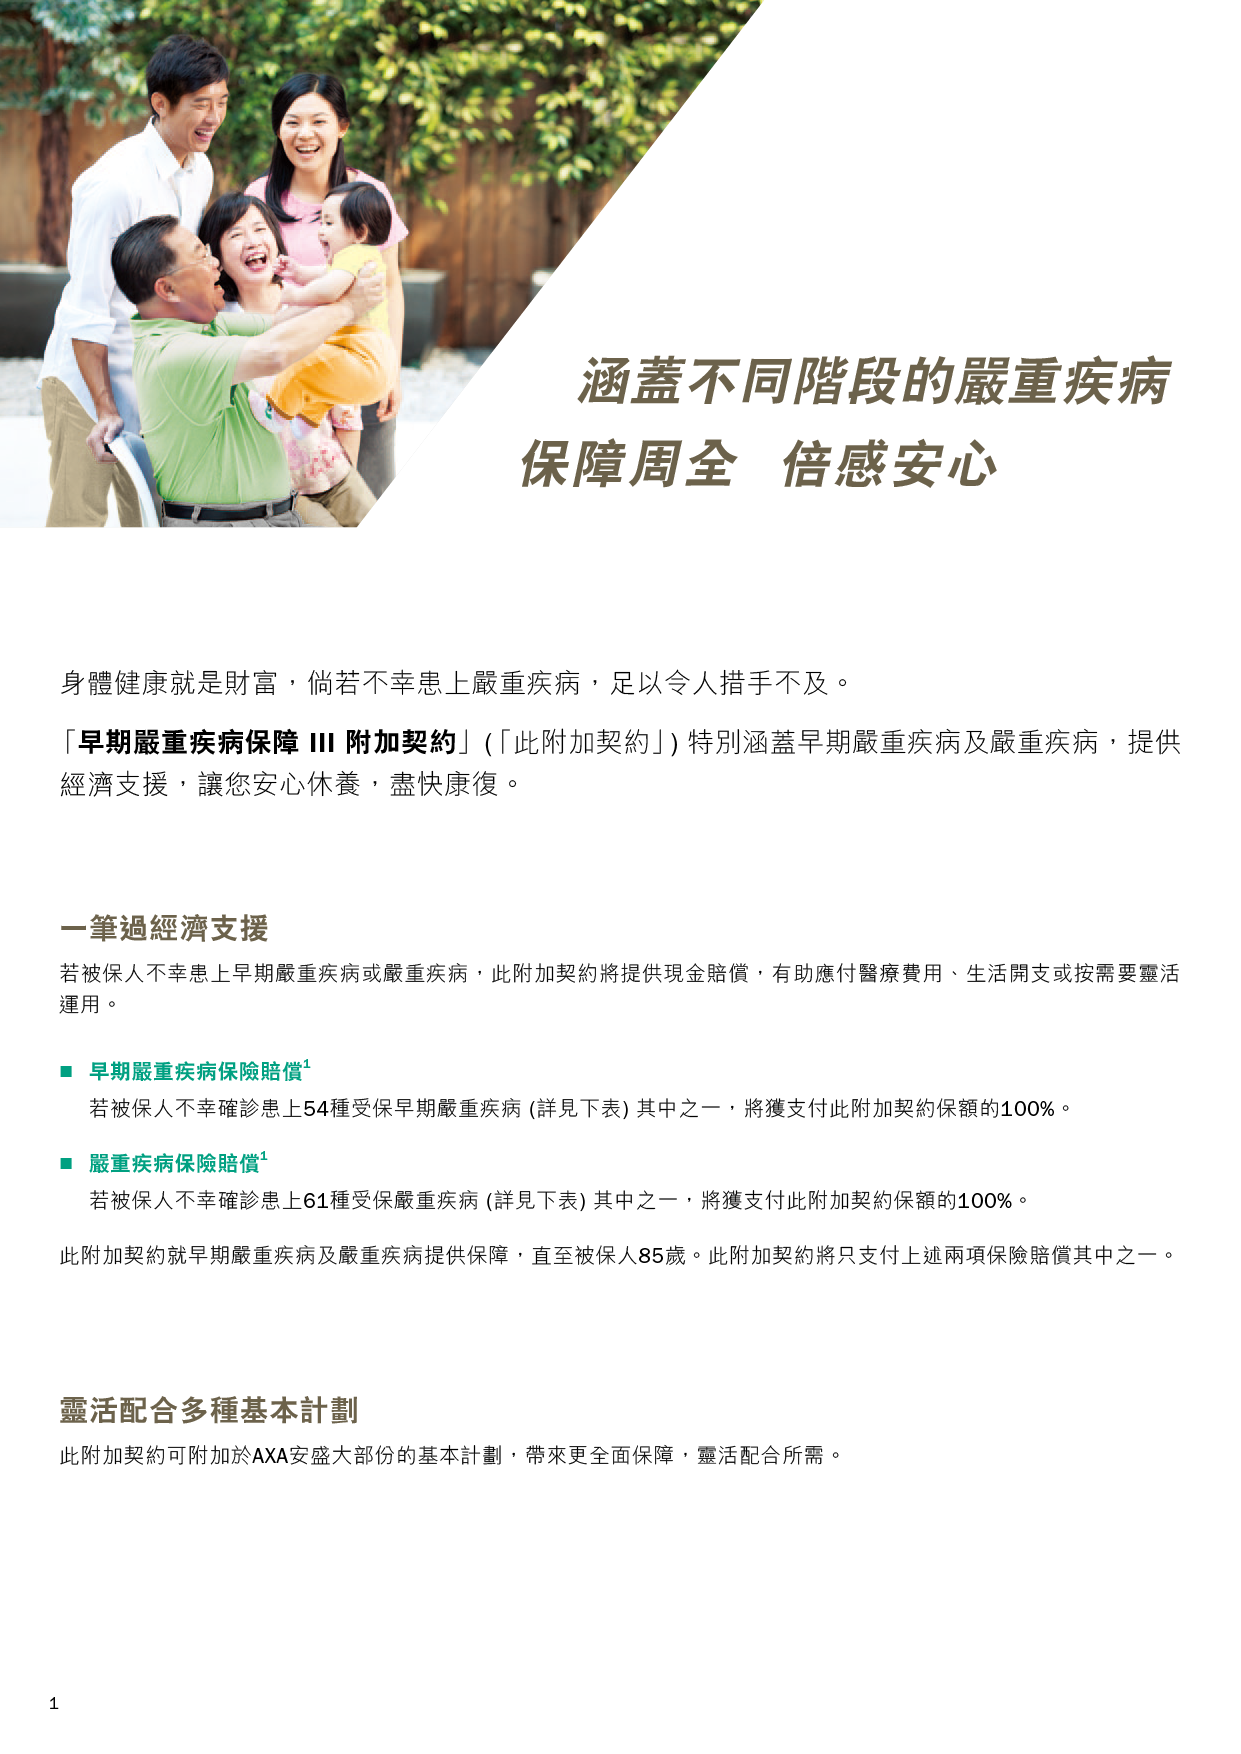 涵蓋不同階段的嚴重疾病
保障周全 倍感安心
身體健康就是財富，倘若不幸患上嚴重疾病，足以令人措手不及。
「早期嚴重疾病保障 III 附加契約」(「此附加契約」) 特別涵蓋早期嚴重疾病及嚴重疾病，提供
經濟支援，讓您安心休養，盡快康復。
一筆過經濟支援
若被保人不幸患上早期嚴重疾病或嚴重疾病，此附加契約將提供現金賠償，有助應付醫療費用、生活開支或按需要靈活
運用。
■ 早期嚴重疾病保險賠償¹
若被保人不幸確診患上54種受保早期嚴重疾病 (詳見下表) 其中之一，將獲支付此附加契約保額的100%。
■ 嚴重疾病保險賠償¹
若被保人不幸確診患上61種受保嚴重疾病 (詳見下表) 其中之一，將獲支付此附加契約保額的100%。
此附加契約就早期嚴重疾病及嚴重疾病提供保障，直至被保人85歲。此附加契約將只支付上述兩項保險賠償其中之一。
靈活配合多種基本計劃
此附加契約可附加於AXA安盛大部份的基本計劃，帶來更全面保障，靈活配合所需。
1